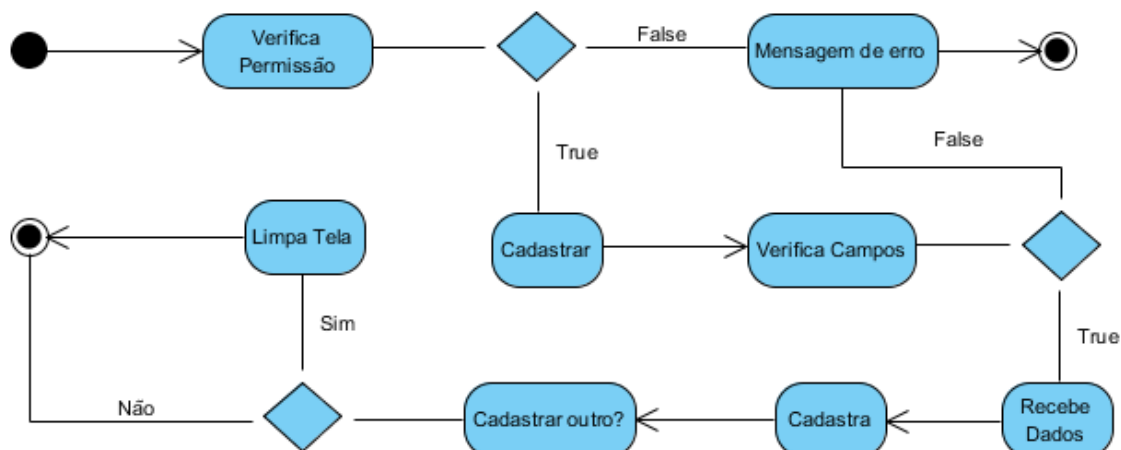 Verifica
Permissão
False
Mensagem de erro
True
False
Limpa Tela
Cadastrar
Verifica Campos
Sim
True
Não
Cadastrar outro?
Cadastra
Recebe
Dados